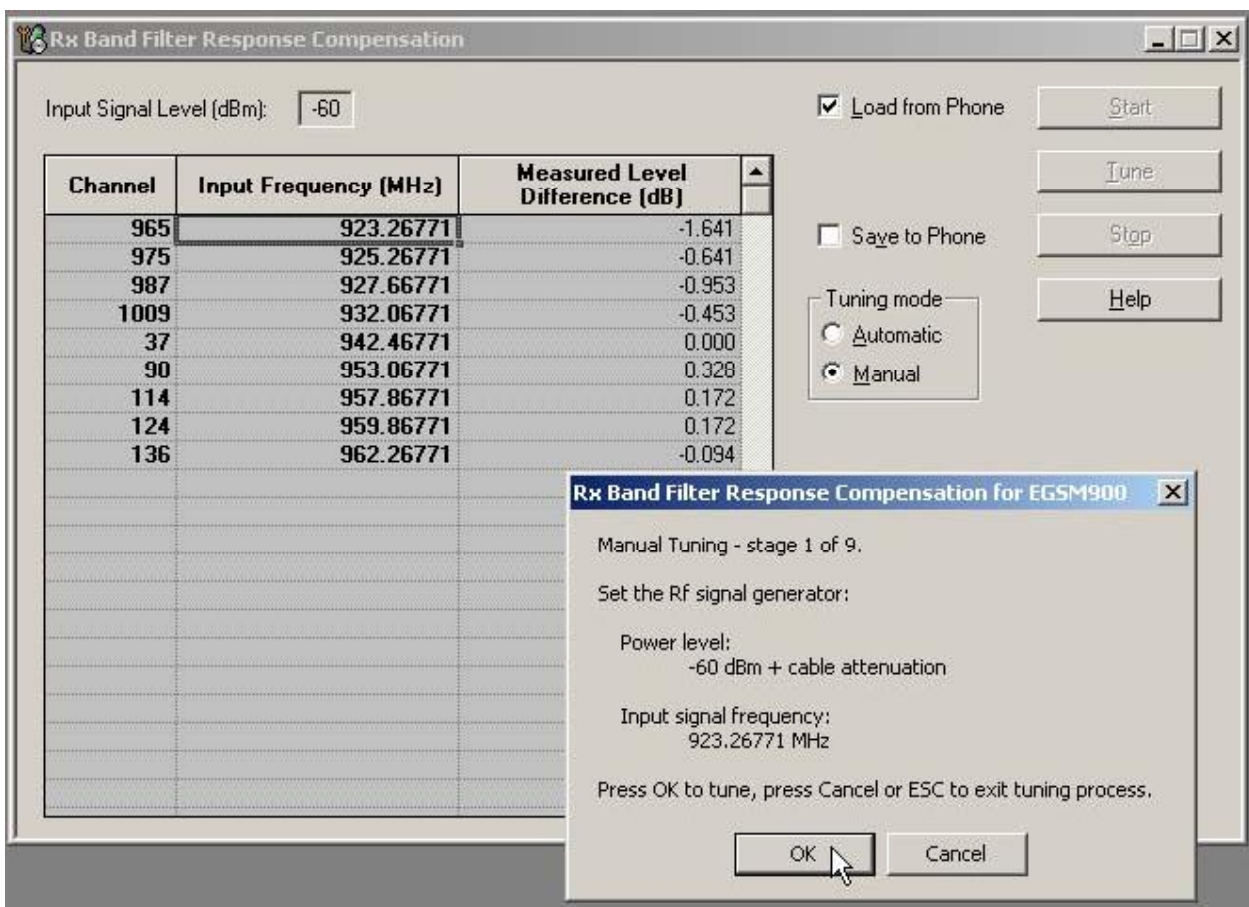 Rx Band Filter Response Compensation
Input Signal Level (dBm): -60
Load from Phone
Start
Channel Input Frequency (MHz) Measured Level Difference (dB)
Tune
965 923.26771 -1.641
975 925.26771 -0.641
987 927.66771 -0.953
1009 932.06771 -0.453
37 942.46771 0.000
90 953.06771 0.328
114 957.86771 0.172
124 959.86771 0.172
136 962.26771 -0.094
Save to Phone
Stop
Tuning mode
Automatic
Manual
Help
Rx Band Filter Response Compensation for EGSM900
Manual Tuning - stage 1 of 9.
Set the Rf signal generator:
Power level:
-60 dBm + cable attenuation
Input signal frequency:
923.26771 MHz
Press OK to tune, press Cancel or ESC to exit tuning process.
OK Cancel